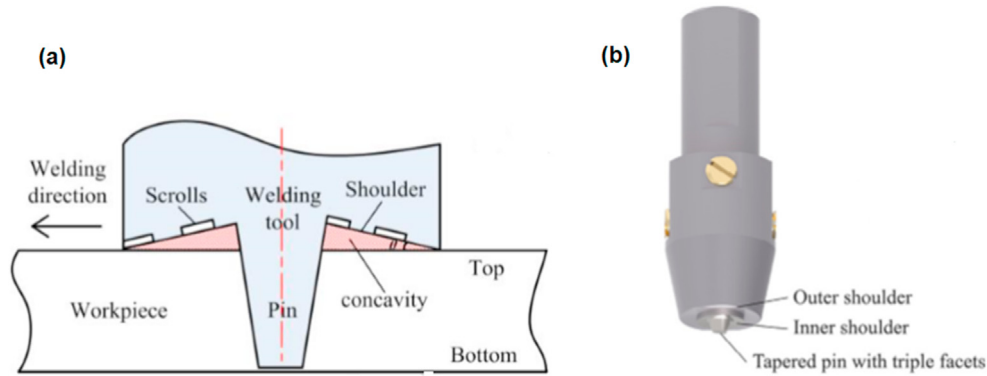 (a)
Welding
direction
Scrolls
Welding
tool
Shoulder
Top
Workpiece
Pin
concavity
Bottom
(b)
Outer shoulder
Inner shoulder
Tapered pin with triple facets